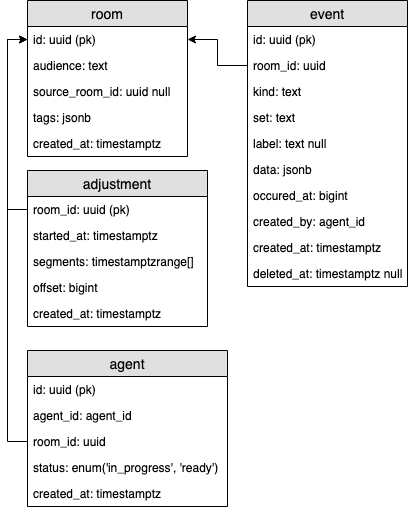 room
id: uuid (pk)
audience: text
source_room_id: uuid null
tags: jsonb
created_at: timestamptz
event
id: uuid (pk)
room_id: uuid
kind: text
set: text
label: text null
data: jsonb
occured_at: bigint
created_by: agent_id
created_at: timestamptz
deleted_at: timestamptz null
adjustment
room_id: uuid (pk)
started_at: timestamptz
segments: timestamptzrange[]
offset: bigint
created_at: timestamptz
agent
id: uuid (pk)
agent_id: agent_id
room_id: uuid
status: enum('in_progress', 'ready')
created_at: timestamptz